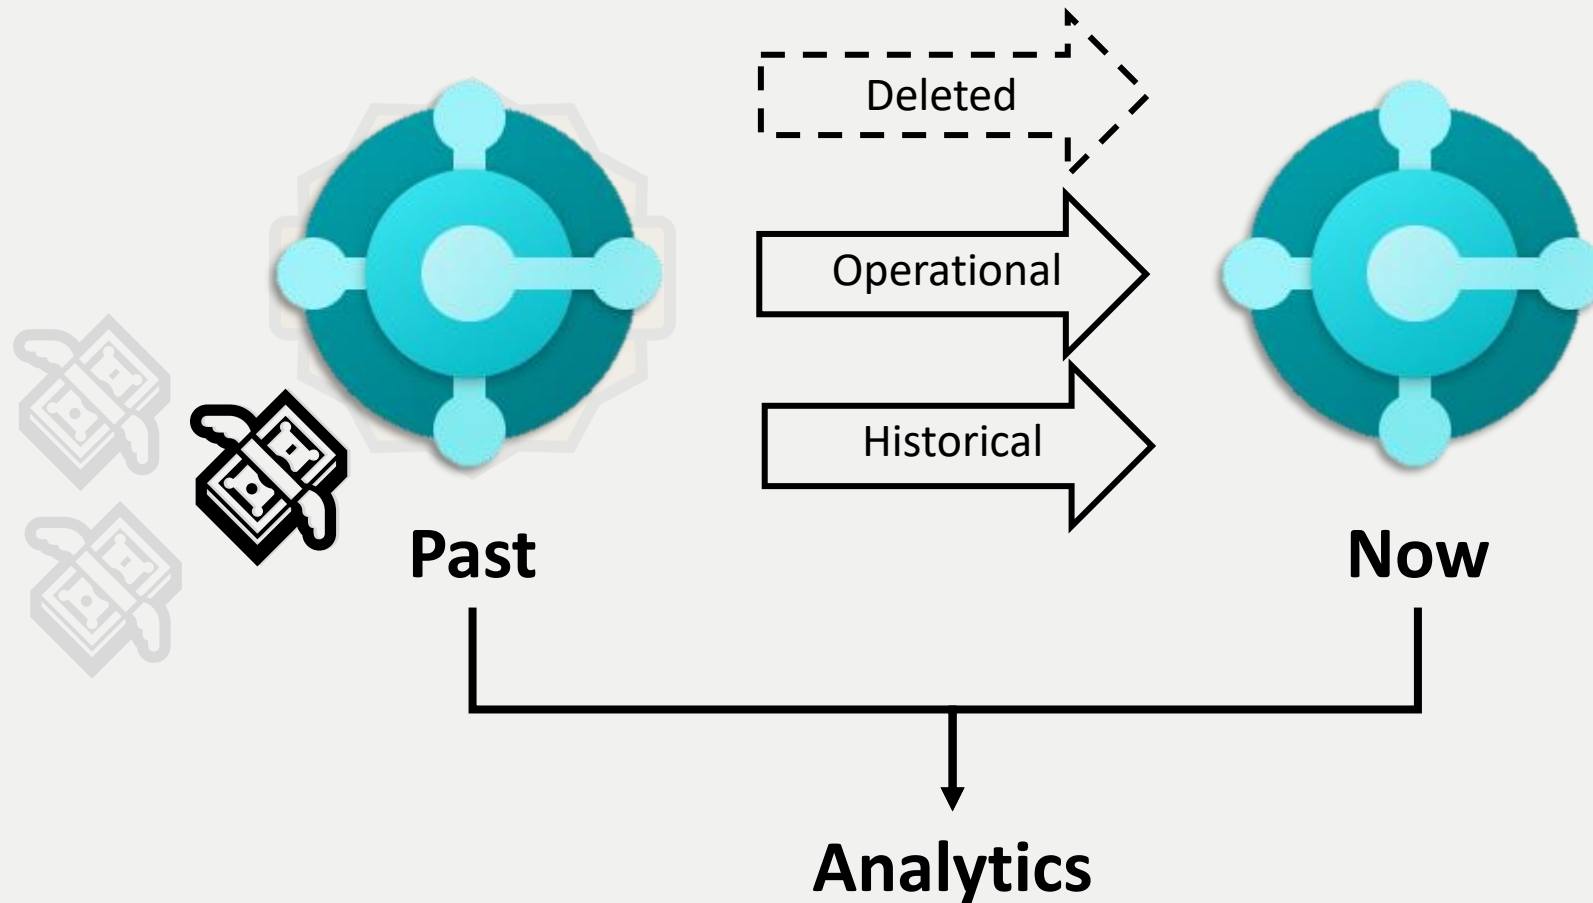 Deleted
Operational
Historical
Past
Now
Analytics